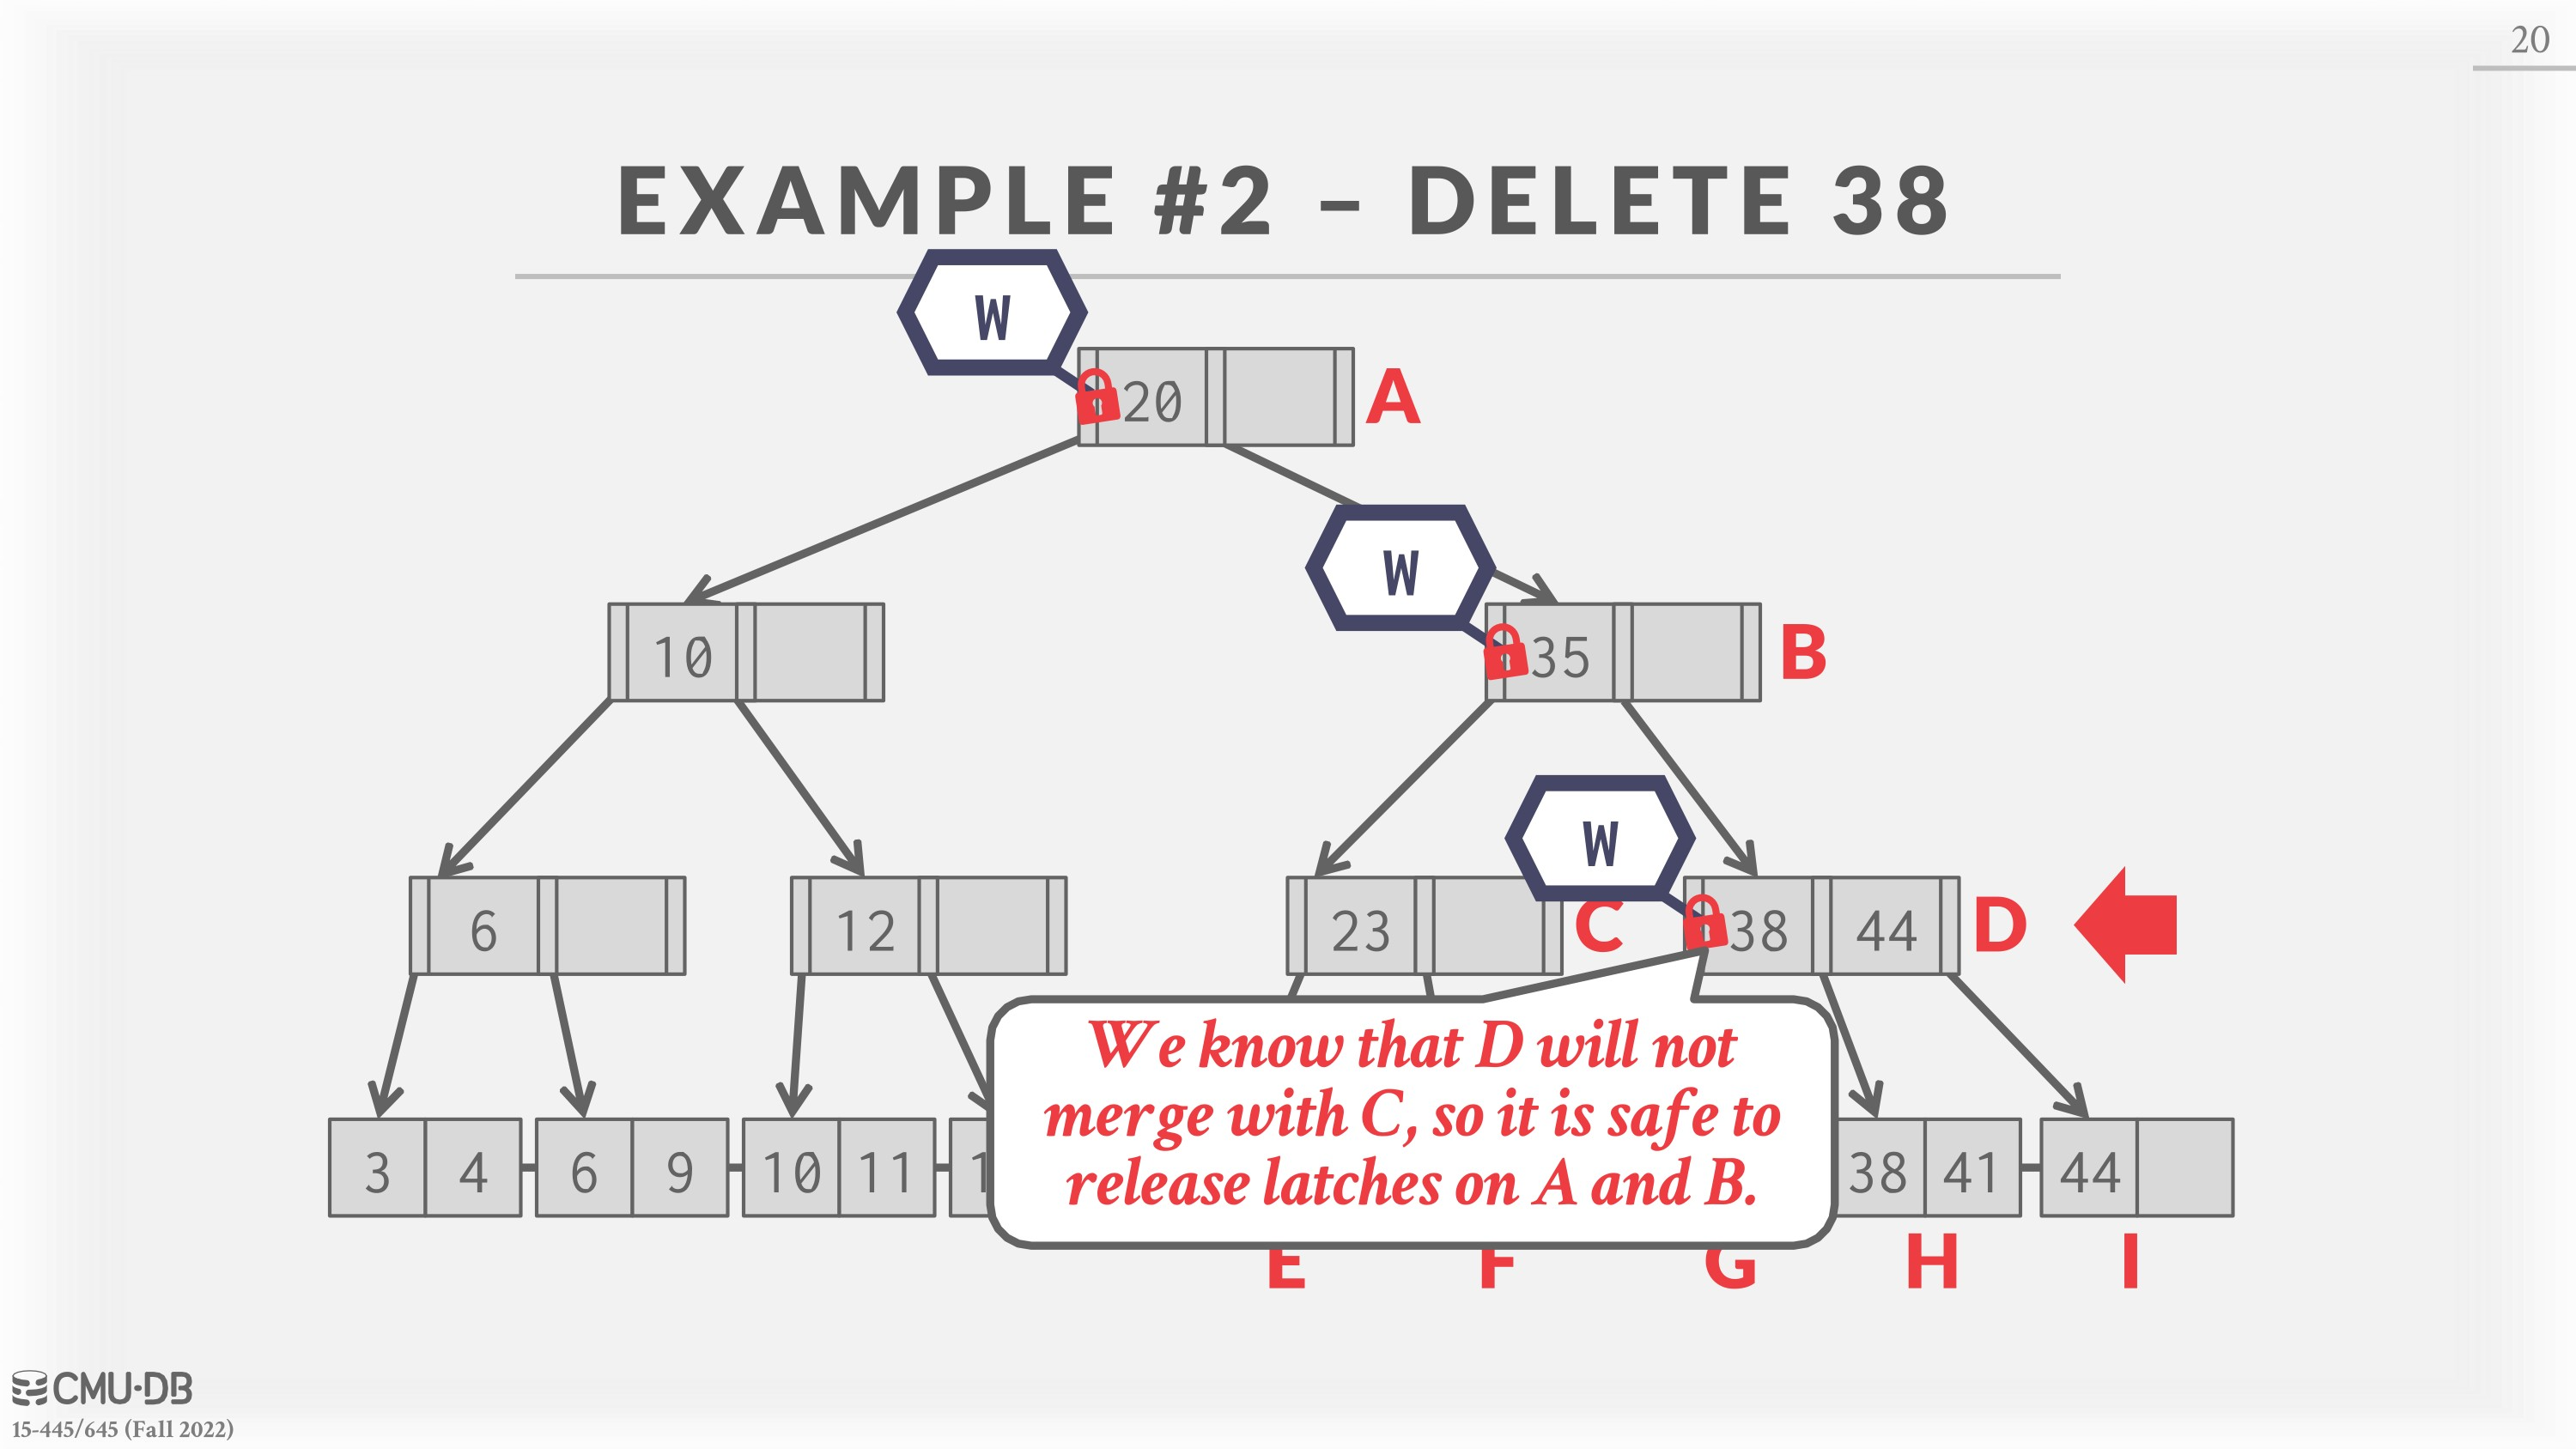 20
EXAMPLE #2 – DELETE 38
W
20 A
W
10
35 B
W
6
12
23 C
38 44 D
We know that D will not
merge with C, so it is safe to
release latches on A and B.
3 4 6 9 10 11 1
38 41 44
E F G H I
CMU·DB
15-445/645 (Fall 2022)